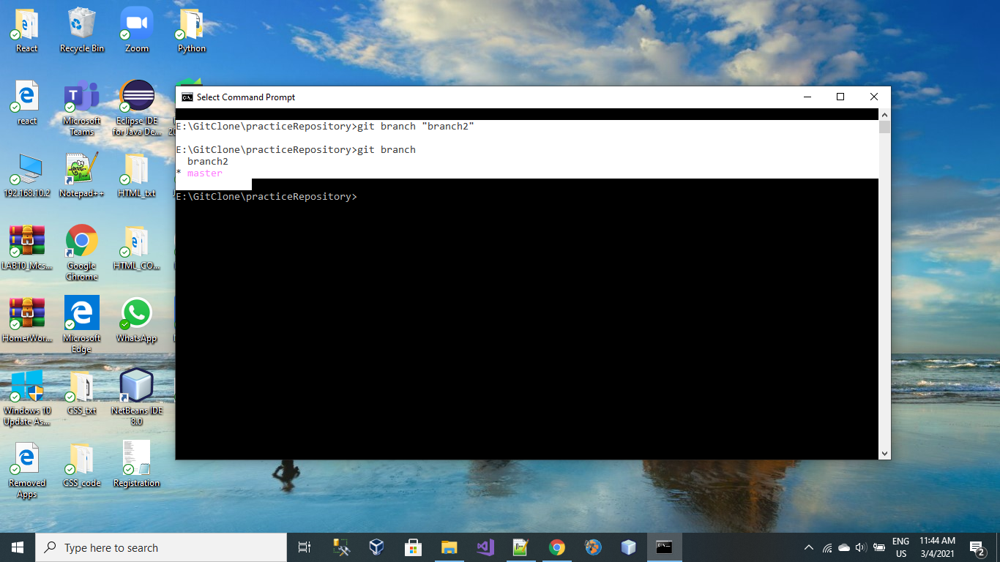 React
Recycle Bin
Zoom
Python
react
Microsoft
Teams
Eclipse IDE
for Java De...
192.168.10.2
Notepad++
HTML_txt
LAB10_Mcs...
Google
Chrome
HTML_CO...
HomerWor...
Microsoft
Edge
WhatsApp
Windows 10
Update As...
CSS_txt
NetBeans IDE
8.0
Removed
Apps
CSS_code
Registration
Select Command Prompt
E:\GitClone\practiceRepository>git branch "branch2"
E:\GitClone\practiceRepository>git branch
branch2
* master
E:\GitClone\practiceRepository>
Type here to search
ENG
US
11:44 AM
3/4/2021
2